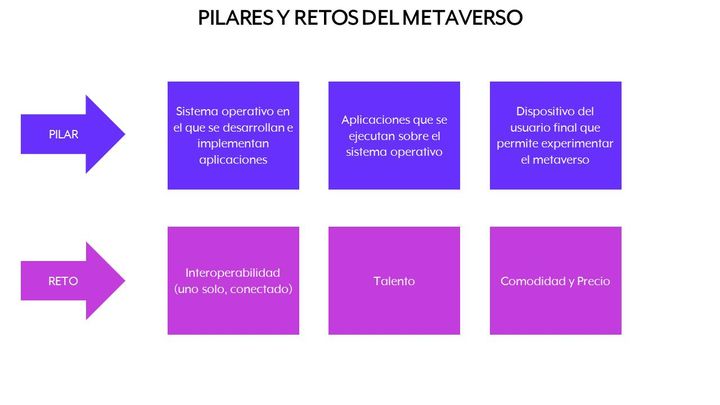 PILARES Y RETOS DEL METAVERSO
PILAR
Sistema operativo en
el que se desarrollan e
implementan
aplicaciones
Aplicaciones que se
ejecutan sobre el
sistema operativo
Dispositivo del
usuario final que
permite experimentar
el metaverso
RETO
Interoperabilidad
(uno solo, conectado)
Talento
Comodidad y Precio